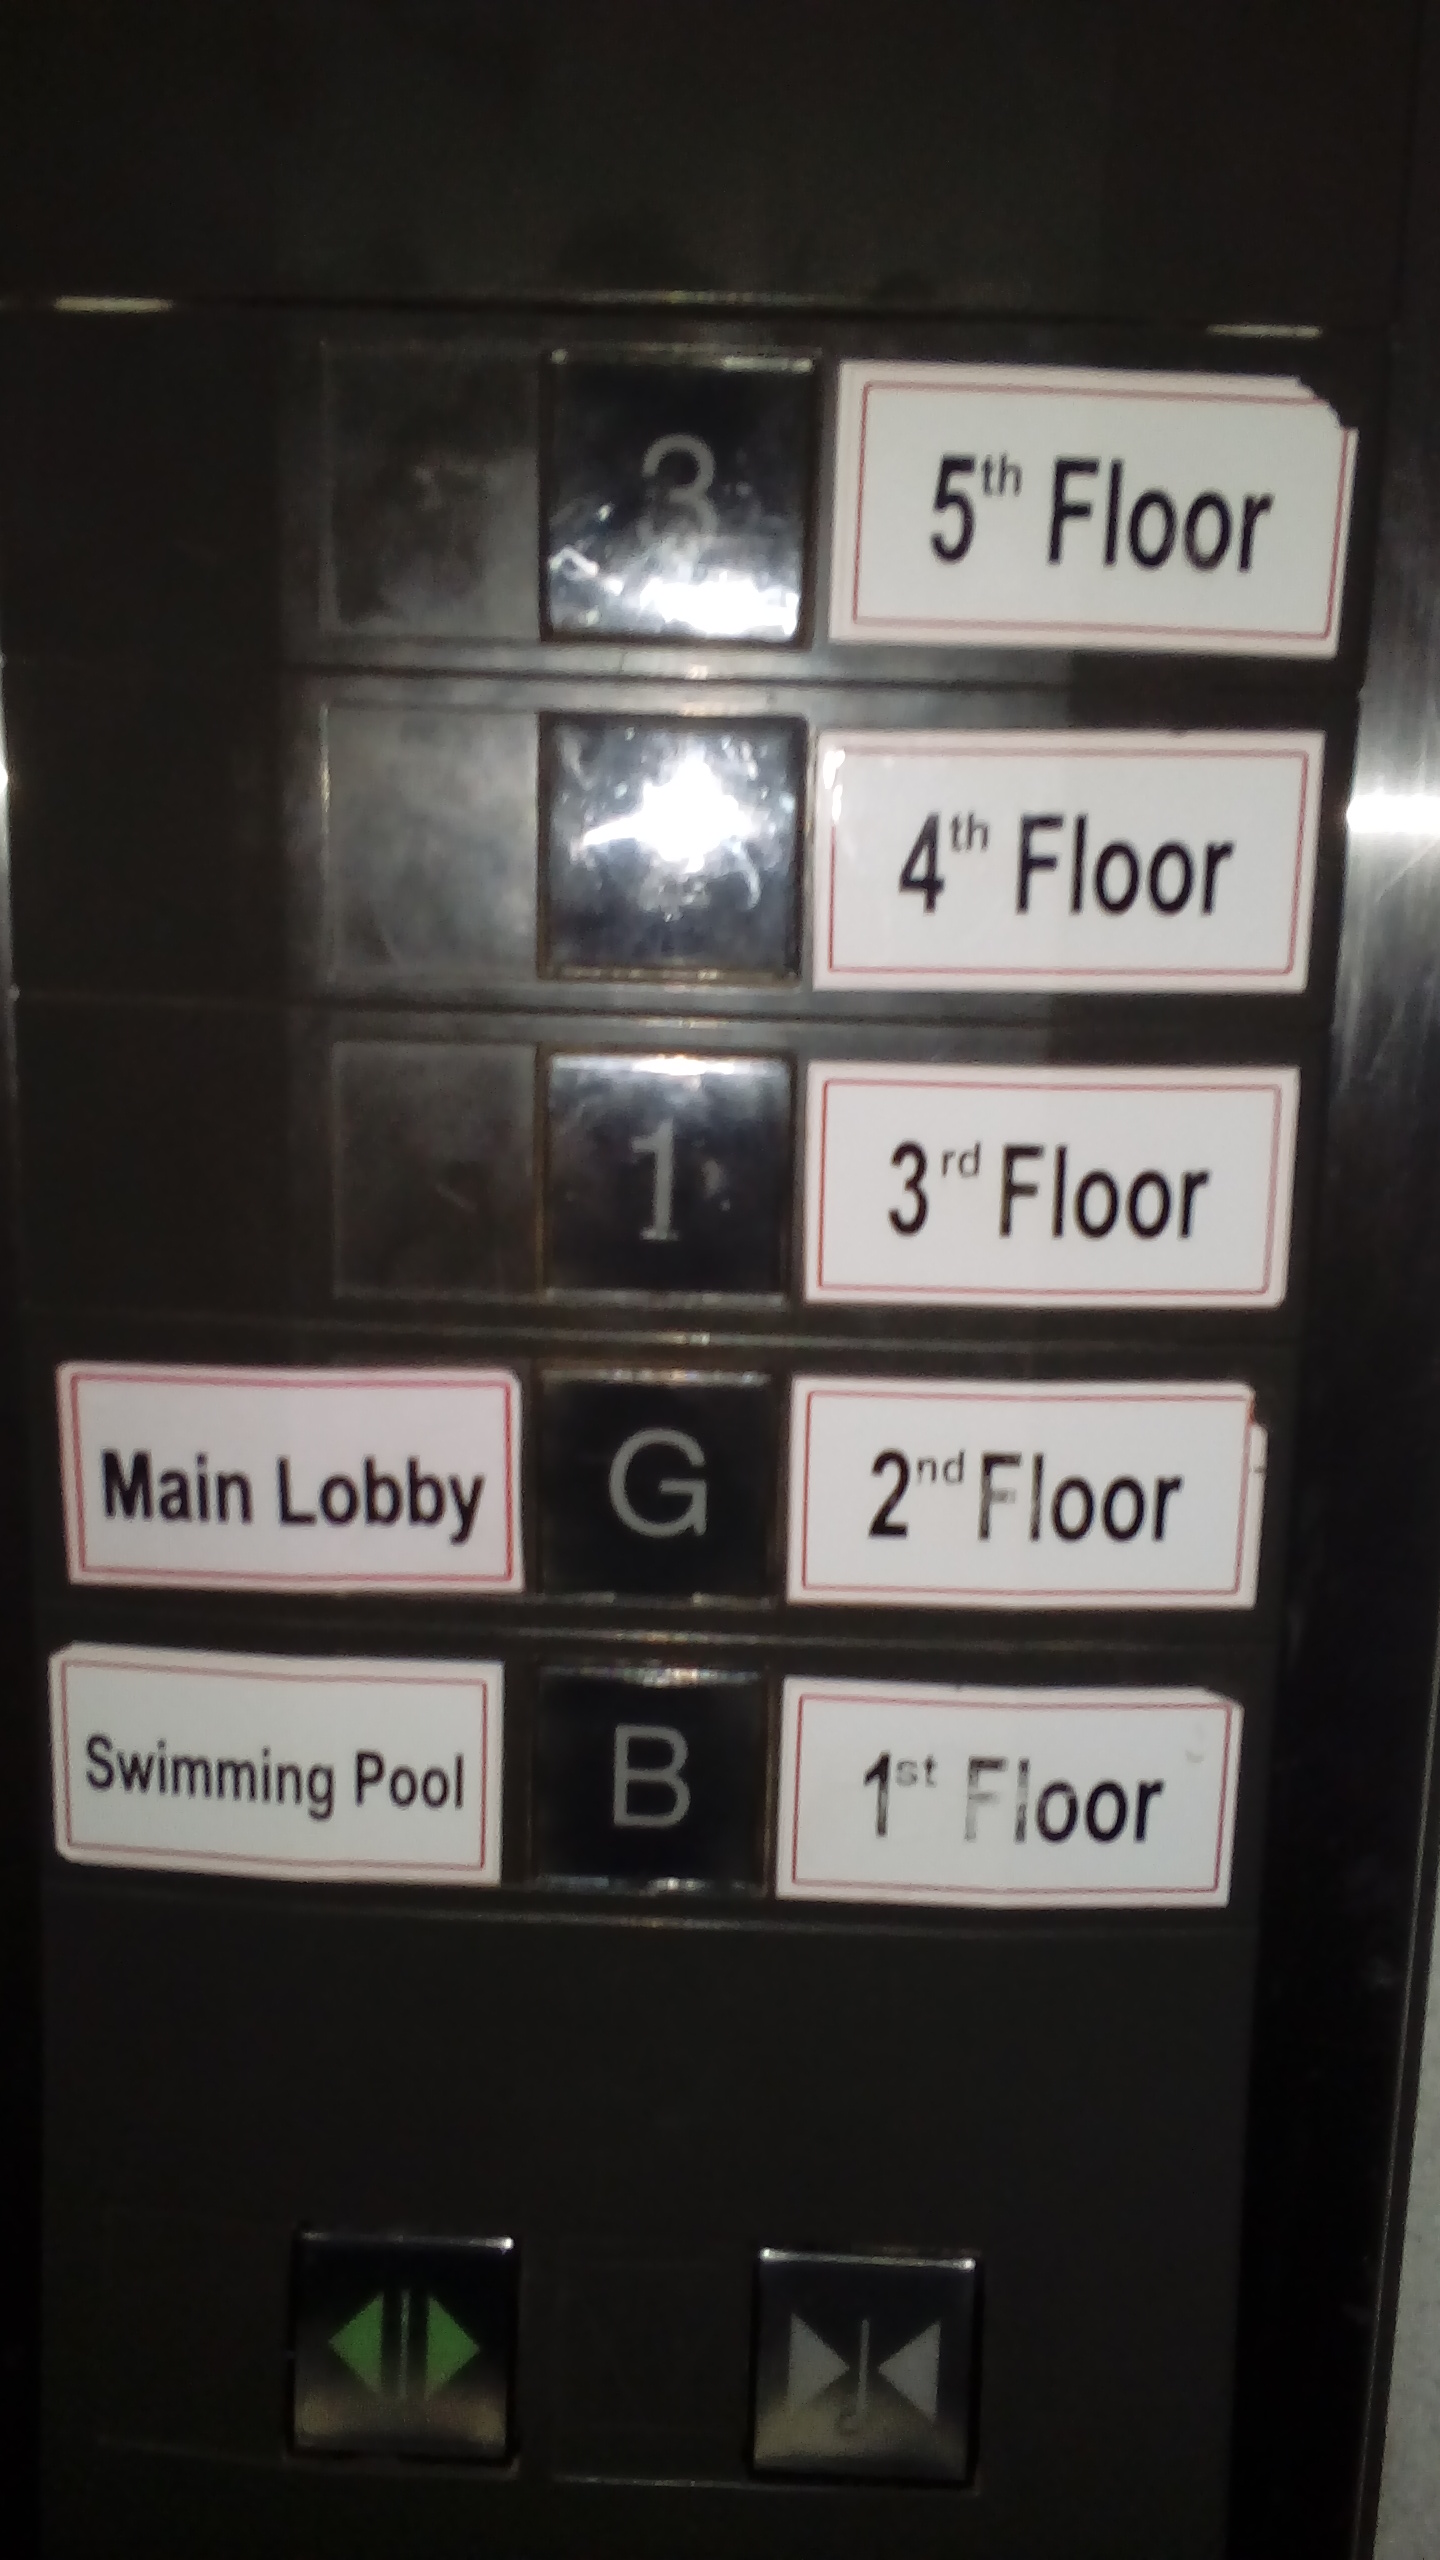 3 5th Floor
4th Floor
1 3rd Floor
Main Lobby G 2nd Floor
Swimming Pool B 1st Floor